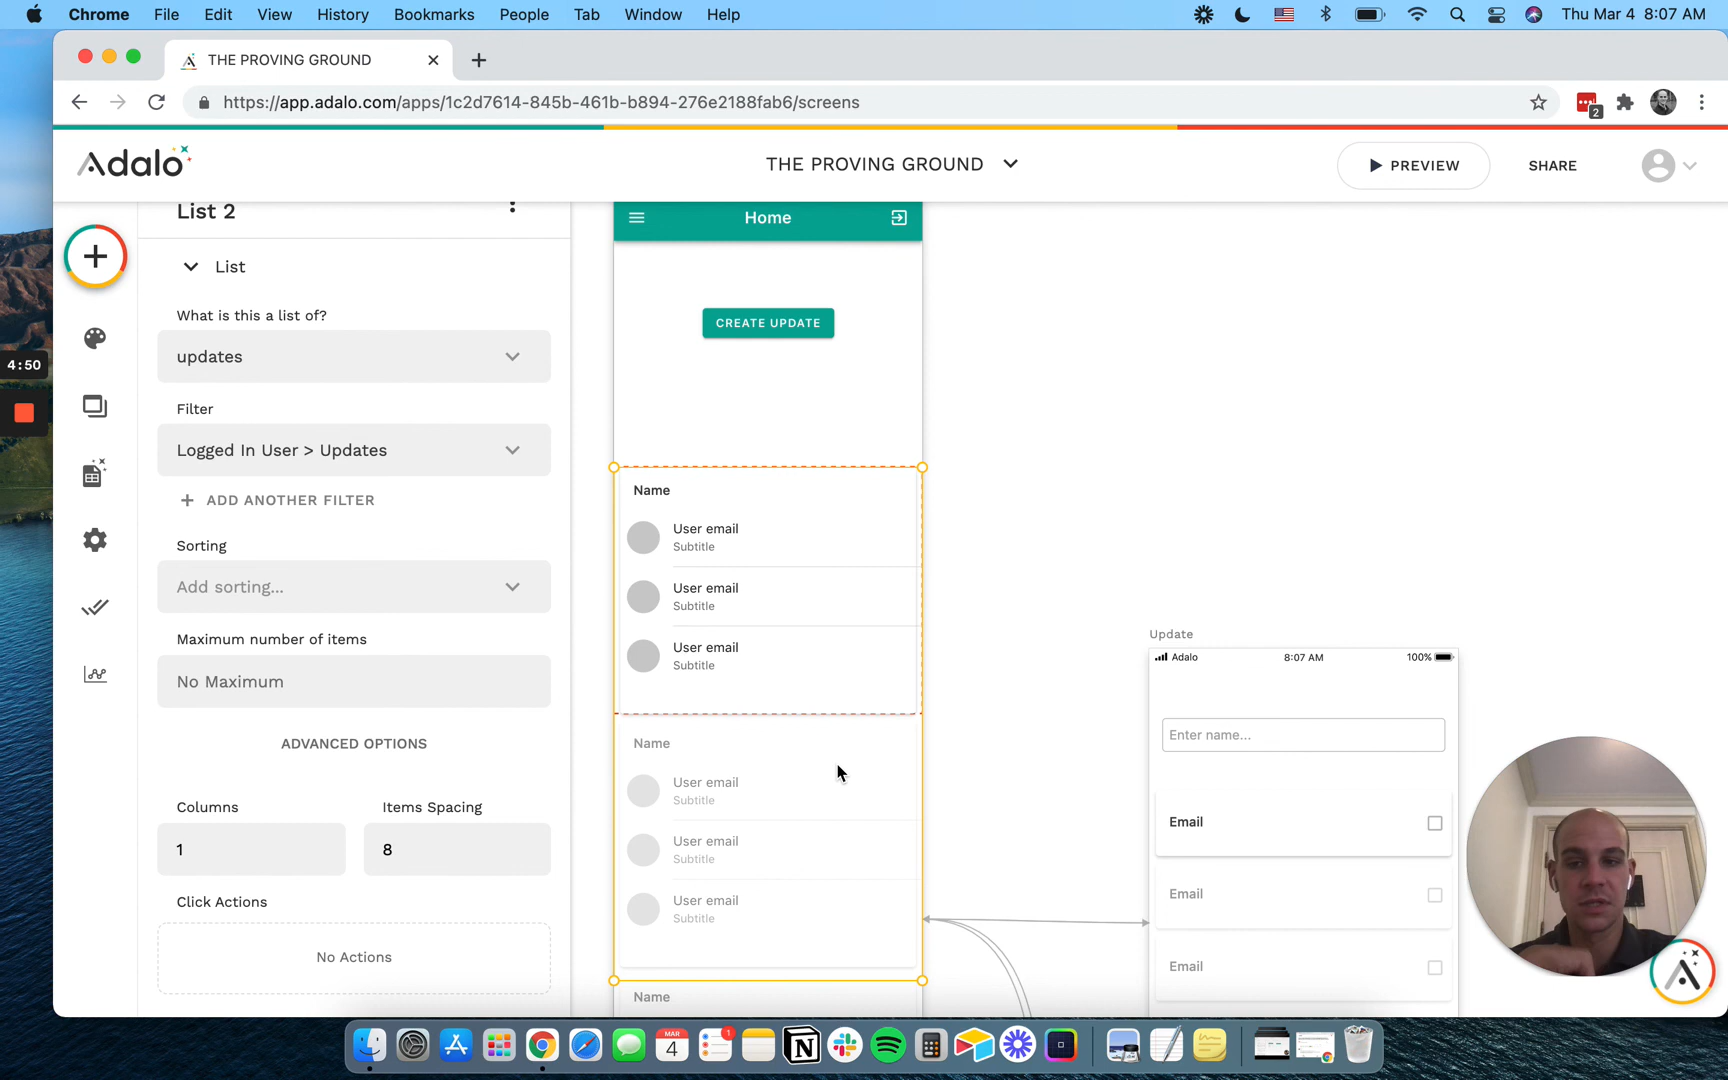 Chrome File Edit View History Bookmarks People Tab Window Help Thu Mar 4 8:07 AM
THE PROVING GROUND
https://app.adalo.com/apps/1c2d7614-845b-461b-b894-276e2188fab6/screens
2
Adalo
THE PROVING GROUND
PREVIEW
SHARE
4:50
List 2
List
What is this a list of?
updates
Filter
Logged In User > Updates
+ ADD ANOTHER FILTER
Sorting
Add sorting...
Maximum number of items
No Maximum
ADVANCED OPTIONS
Columns Items Spacing
1 8
Click Actions
No Actions
Home
CREATE UPDATE
Name
User email
Subtitle
User email
Subtitle
User email
Subtitle
Name
User email
Subtitle
User email
Subtitle
User email
Subtitle
Name
Update
Adalo 8:07 AM 100%
Enter name...
Email
Email
Email
MAR
4
1